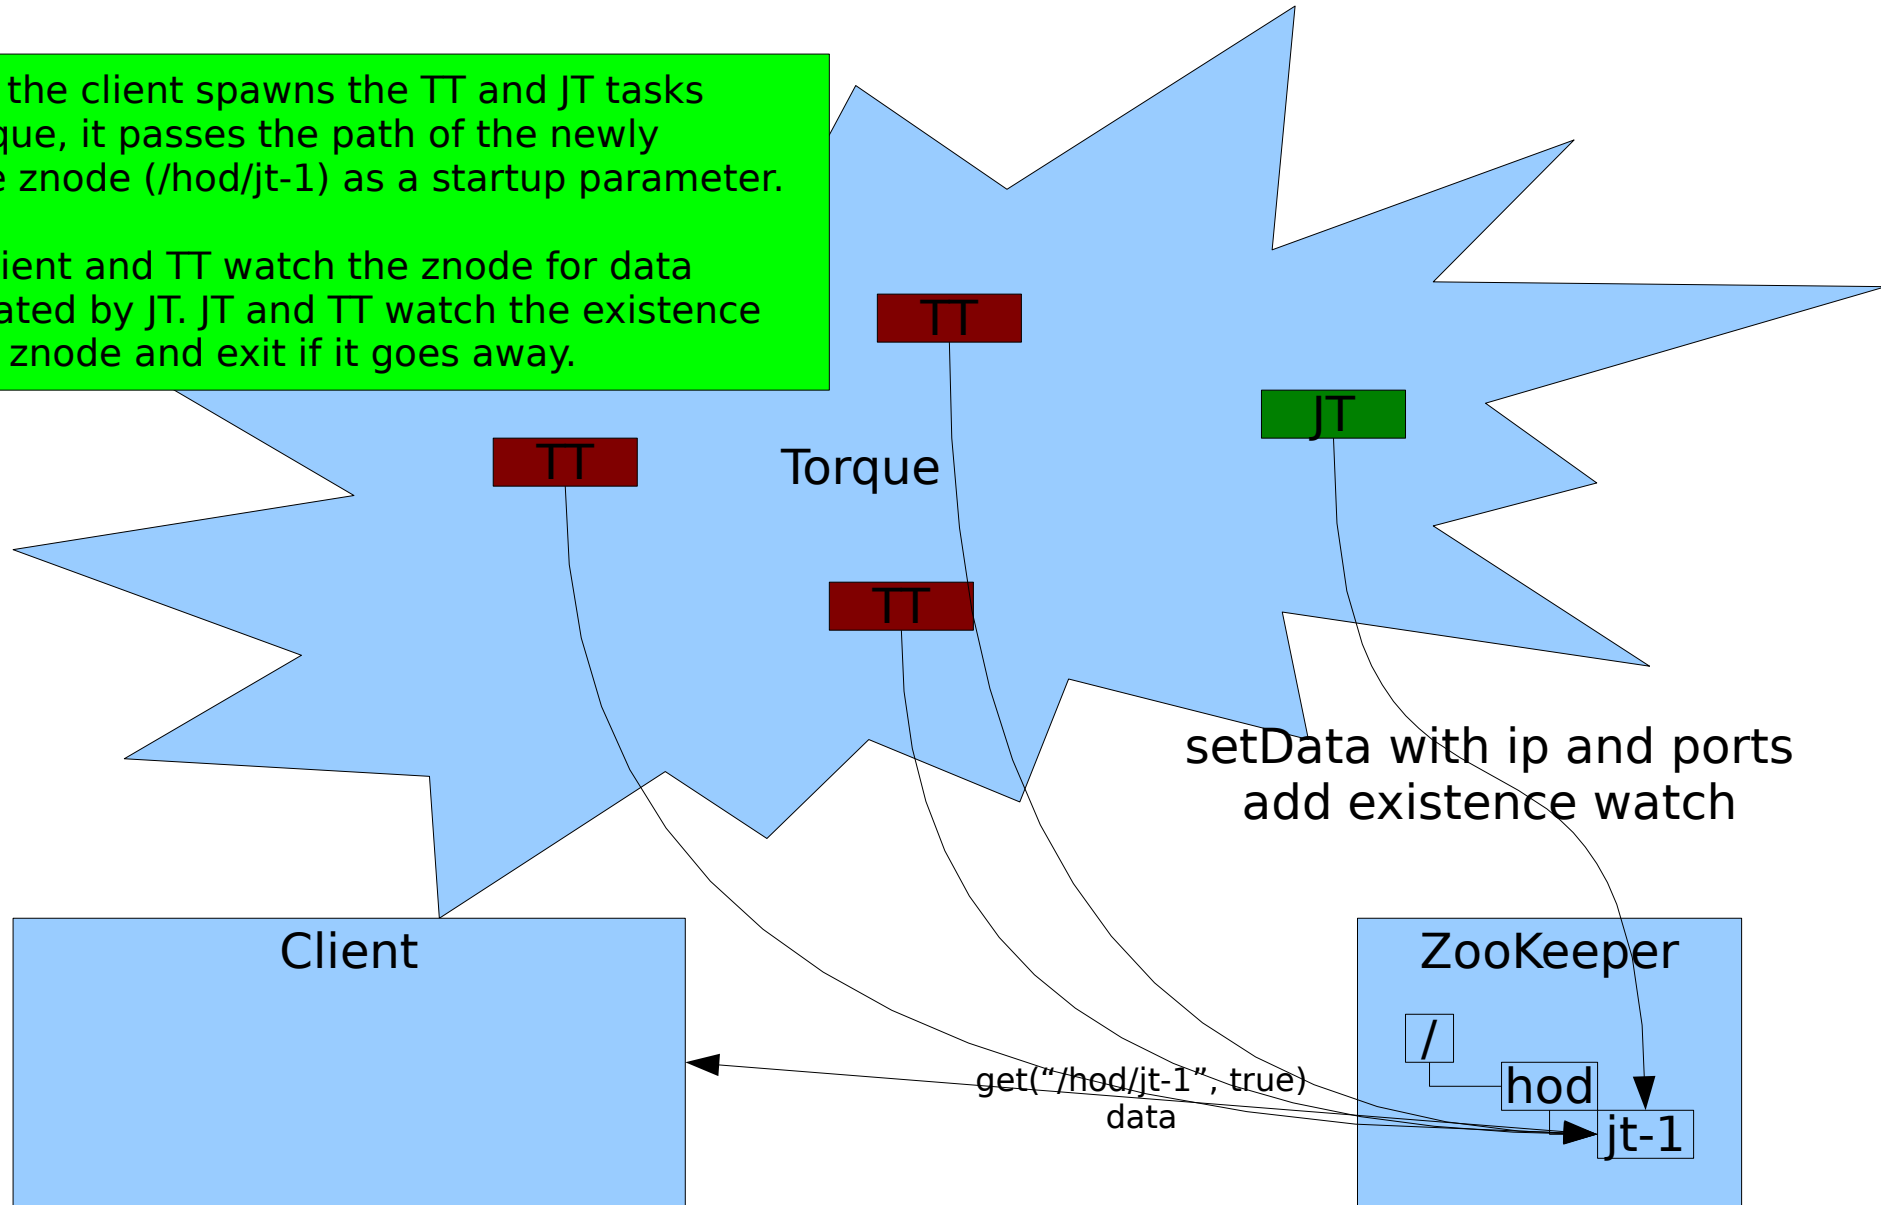 the client spawns the TT and JT tasks
que, it passes the path of the newly
e znode (/hod/jt-1) as a startup parameter.
ient and TT watch the znode for data
ated by JT. JT and TT watch the existence
znode and exit if it goes away.
TT
JT
TT
Torque
TT
setData with ip and ports
add existence watch
Client
ZooKeeper
/
hod
jt-1
get(“/hod/jt-1”, true)
data